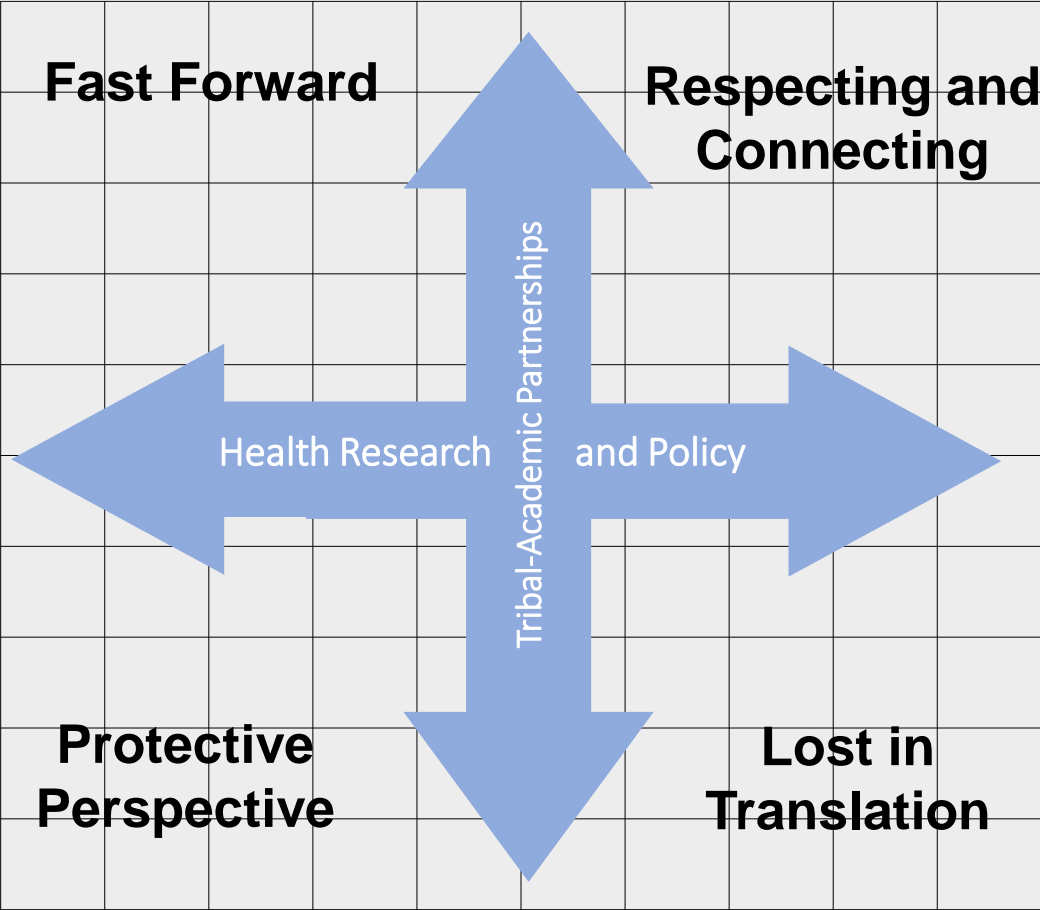 Fast Forward
Respecting and
Connecting
Tribal-Academic Partnerships
Health Research and Policy
Protective
Perspective
Lost in
Translation